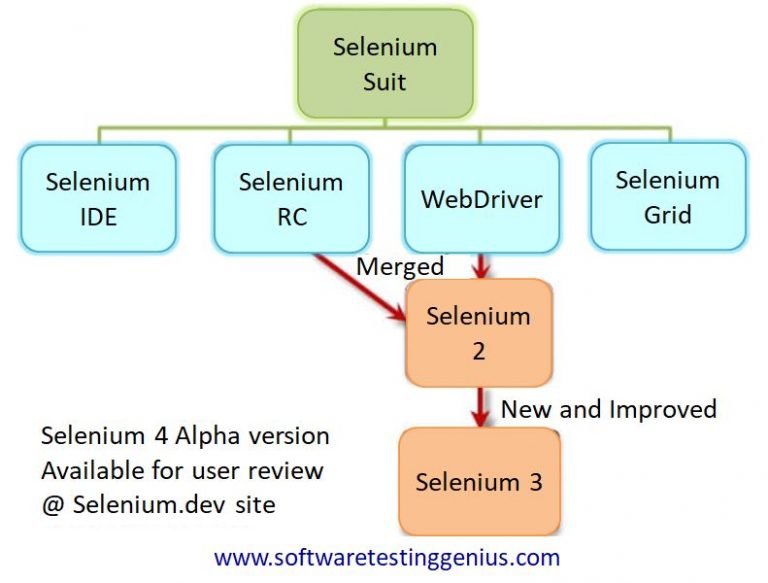 Selenium
Suit
Selenium
IDE
Selenium
RC
WebDriver
Selenium
Grid
Merged
Selenium
2
New and Improved
Selenium 3
Selenium 4 Alpha version
Available for user review
@ Selenium.dev site
www.softwaretestinggenius.com